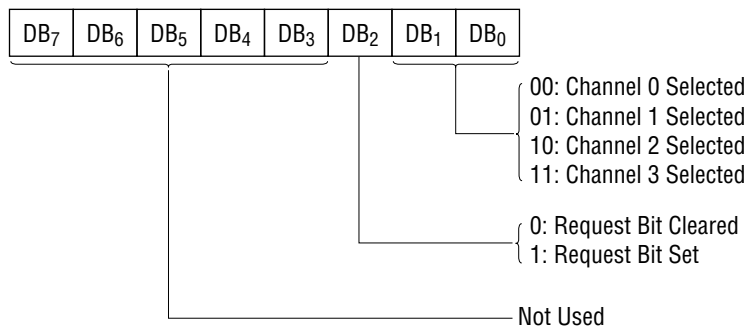 DB7 DB6 DB5 DB4 DB3 DB2 DB1 DB0
00: Channel 0 Selected
01: Channel 1 Selected
10: Channel 2 Selected
11: Channel 3 Selected
0: Request Bit Cleared
1: Request Bit Set
Not Used